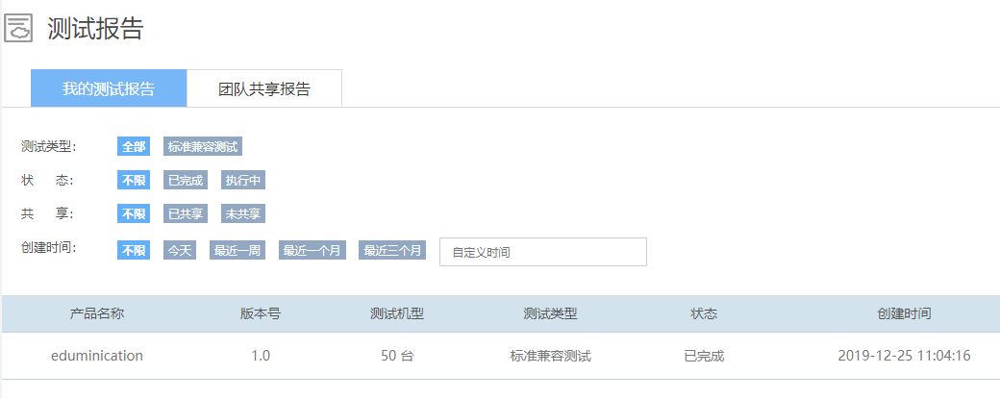 测试报告
我的测试报告 团队共享报告
测试类型： 全部 标准兼容测试
状 态： 不限 已完成 执行中
共 享： 不限 已共享 未共享
创建时间： 不限 今天 最近一周 最近一个月 最近三个月 自定义时间
产品名称 版本号 测试机型 测试类型 状态 创建时间
eduminication 1.0 50 台 标准兼容测试 已完成 2019-12-25 11:04:16